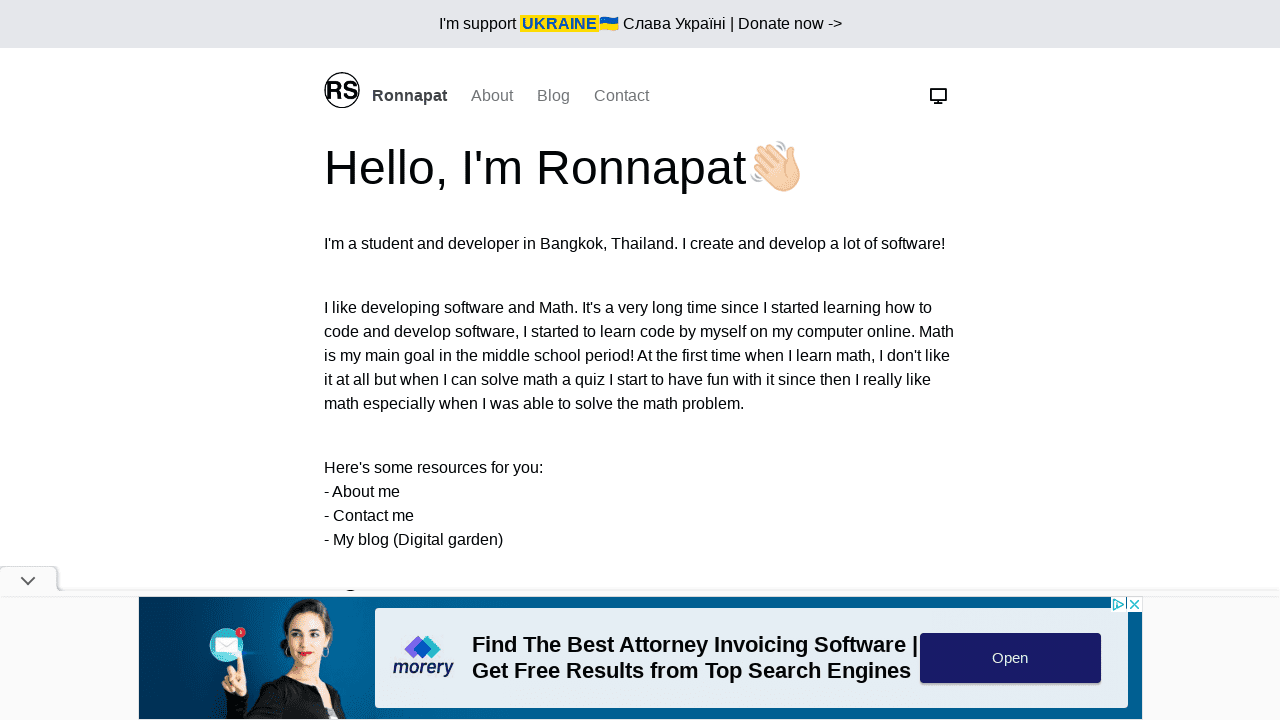 I'm support UKRAINE🇺🇦 Слава Україні | Donate now ->
RS Ronnapat About Blog Contact
Hello, I'm Ronnapat👋🏻
I'm a student and developer in Bangkok, Thailand. I create and develop a lot of software!
I like developing software and Math. It's a very long time since I started learning how to
code and develop software, I started to learn code by myself on my computer online. Math
is my main goal in the middle school period! At the first time when I learn math, I don't like
it at all but when I can solve math a quiz I start to have fun with it since then I really like
math especially when I was able to solve the math problem.
Here's some resources for you:
- About me
- Contact me
- My blog (Digital garden)
morery
Find The Best Attorney Invoicing Software |
Get Free Results from Top Search Engines
Open